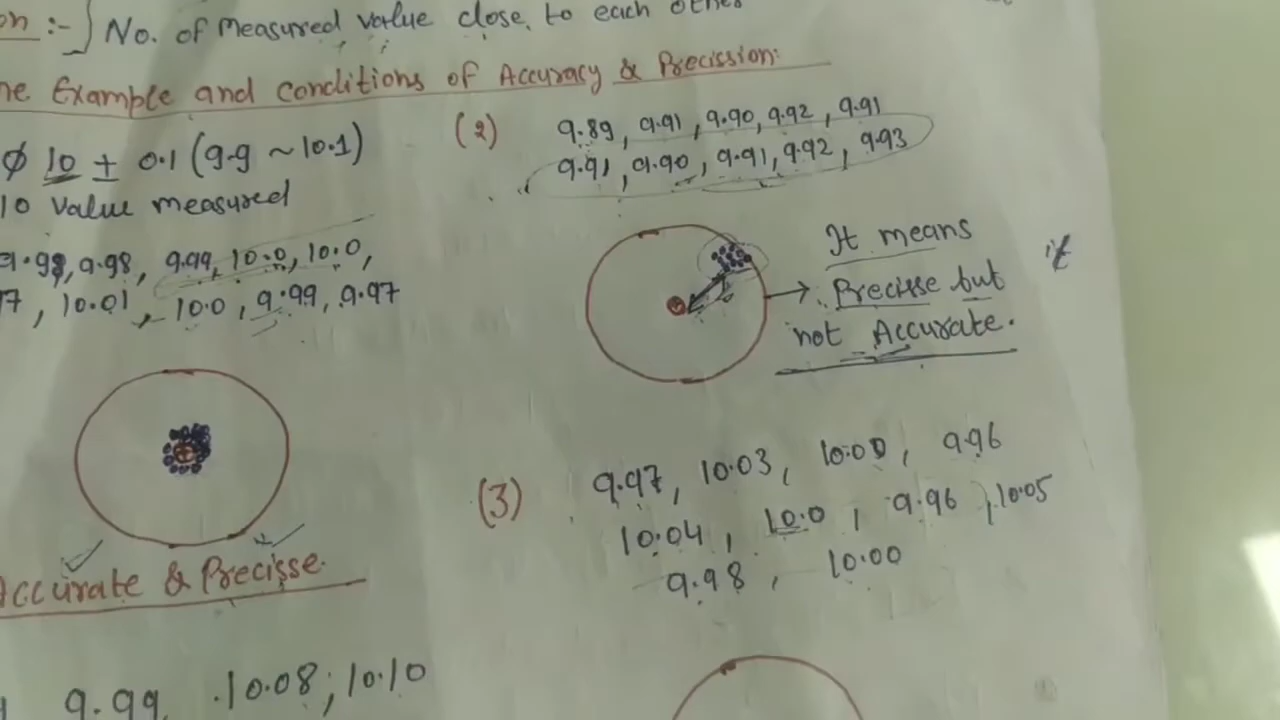 on :- No. of Measured value close to each other
ne Example and conditions of Accuracy & Precission:
ϕ 10 ± 0.1 (9.9 ~ 10.1)
10 Value measured
9.98, 9.98, 9.99, 10.0, 10.0,
7, 10.01, 10.0, 9.99, 9.97
Accurate & Precisse.
9.99, 10.08, 10.10
(2) 9.89, 9.91, 9.90, 9.92, 9.91
9.91, 9.90, 9.91, 9.92, 9.93
It means
Precisse but
not Accurate.
(3) 9.97, 10.03, 10.00, 9.96
10.04, 10.0, 9.96, 10.05
9.98, 10.00